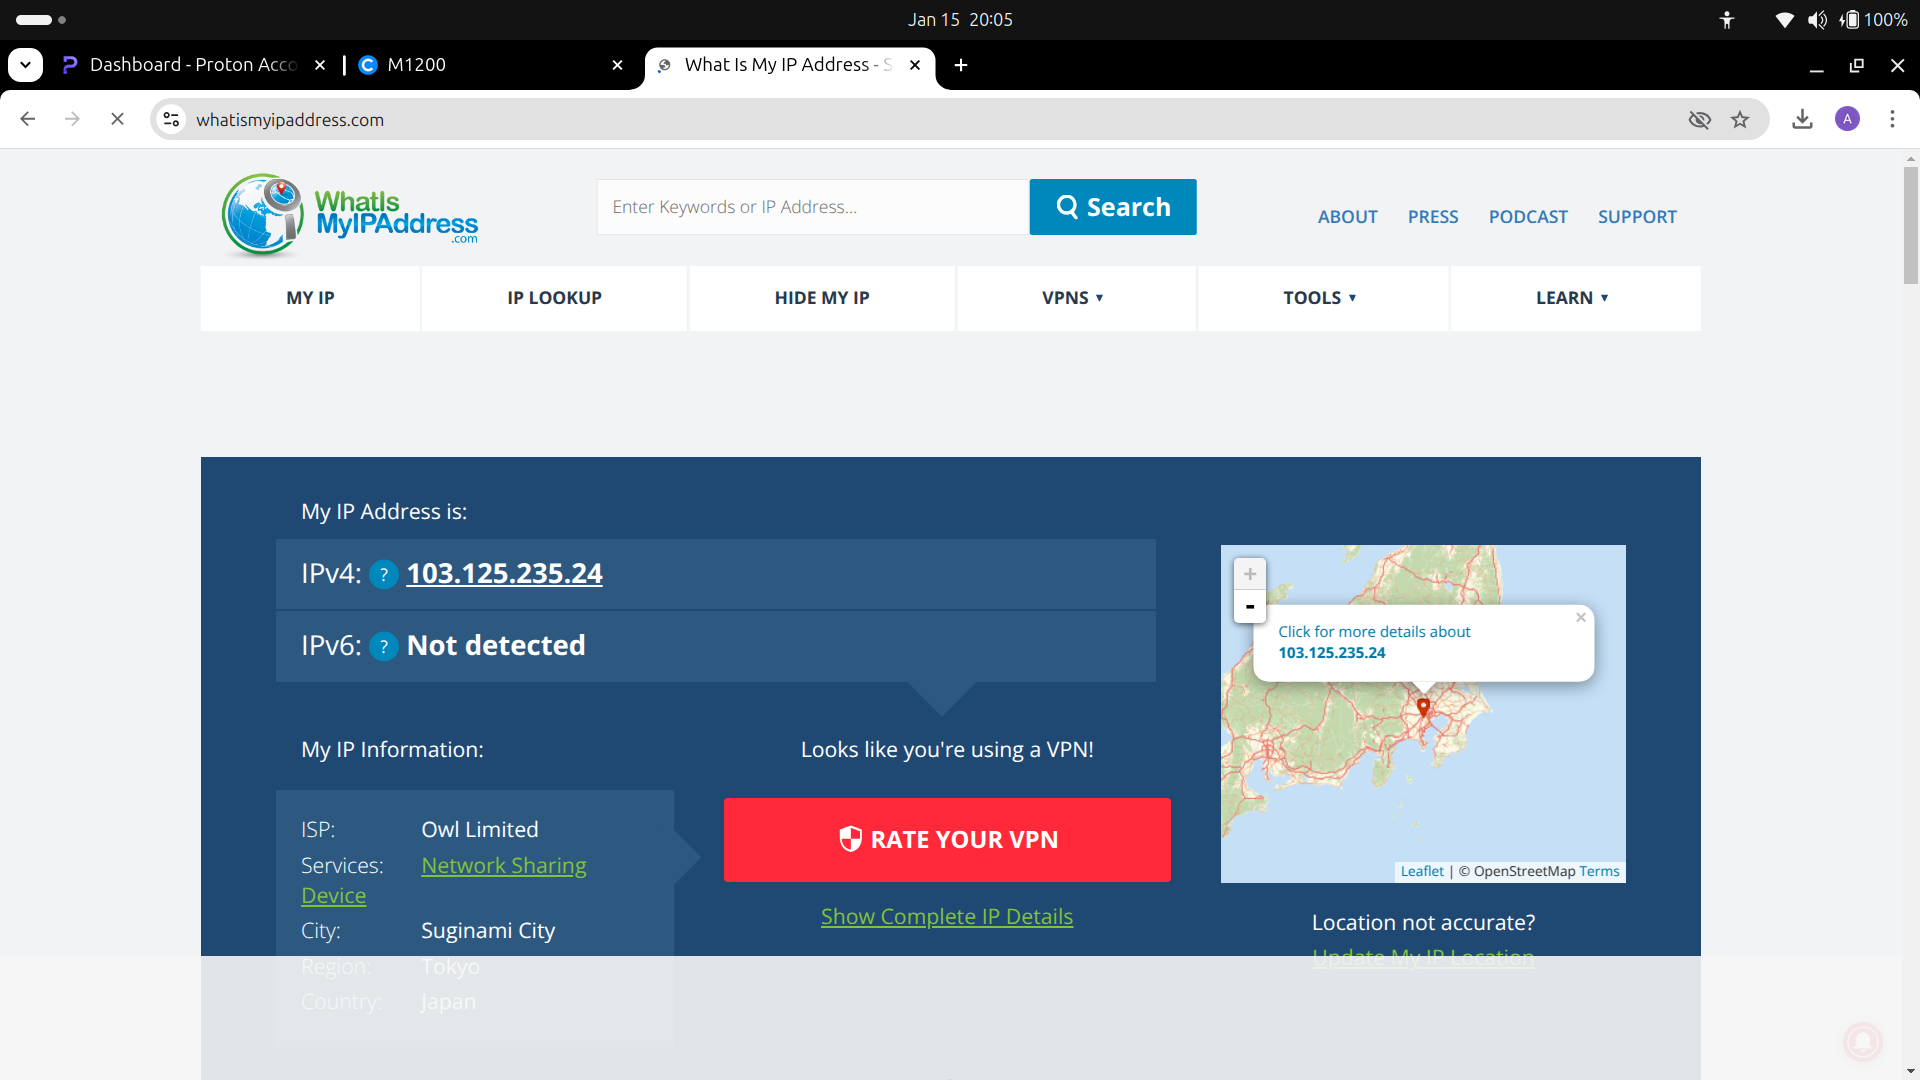 Jan 15 20:05
100%
Dashboard - Proton Acco
M1200
What Is My IP Address - S
whatismyipaddress.com
A
WhatIs
MyIPAddress
.com
Enter Keywords or IP Address...
Search
ABOUT
PRESS
PODCAST
SUPPORT
MY IP
IP LOOKUP
HIDE MY IP
VPNS
TOOLS
LEARN
My IP Address is:
IPv4: ? 103.125.235.24
IPv6: ? Not detected
+
-
Click for more details about
103.125.235.24
Leaflet | © OpenStreetMap Terms
My IP Information:
Looks like you're using a VPN!
ISP: Owl Limited
Services: Network Sharing
Device
City: Suginami City
Region: Tokyo
Country: Japan
RATE YOUR VPN
Show Complete IP Details
Location not accurate?
Update My IP Location